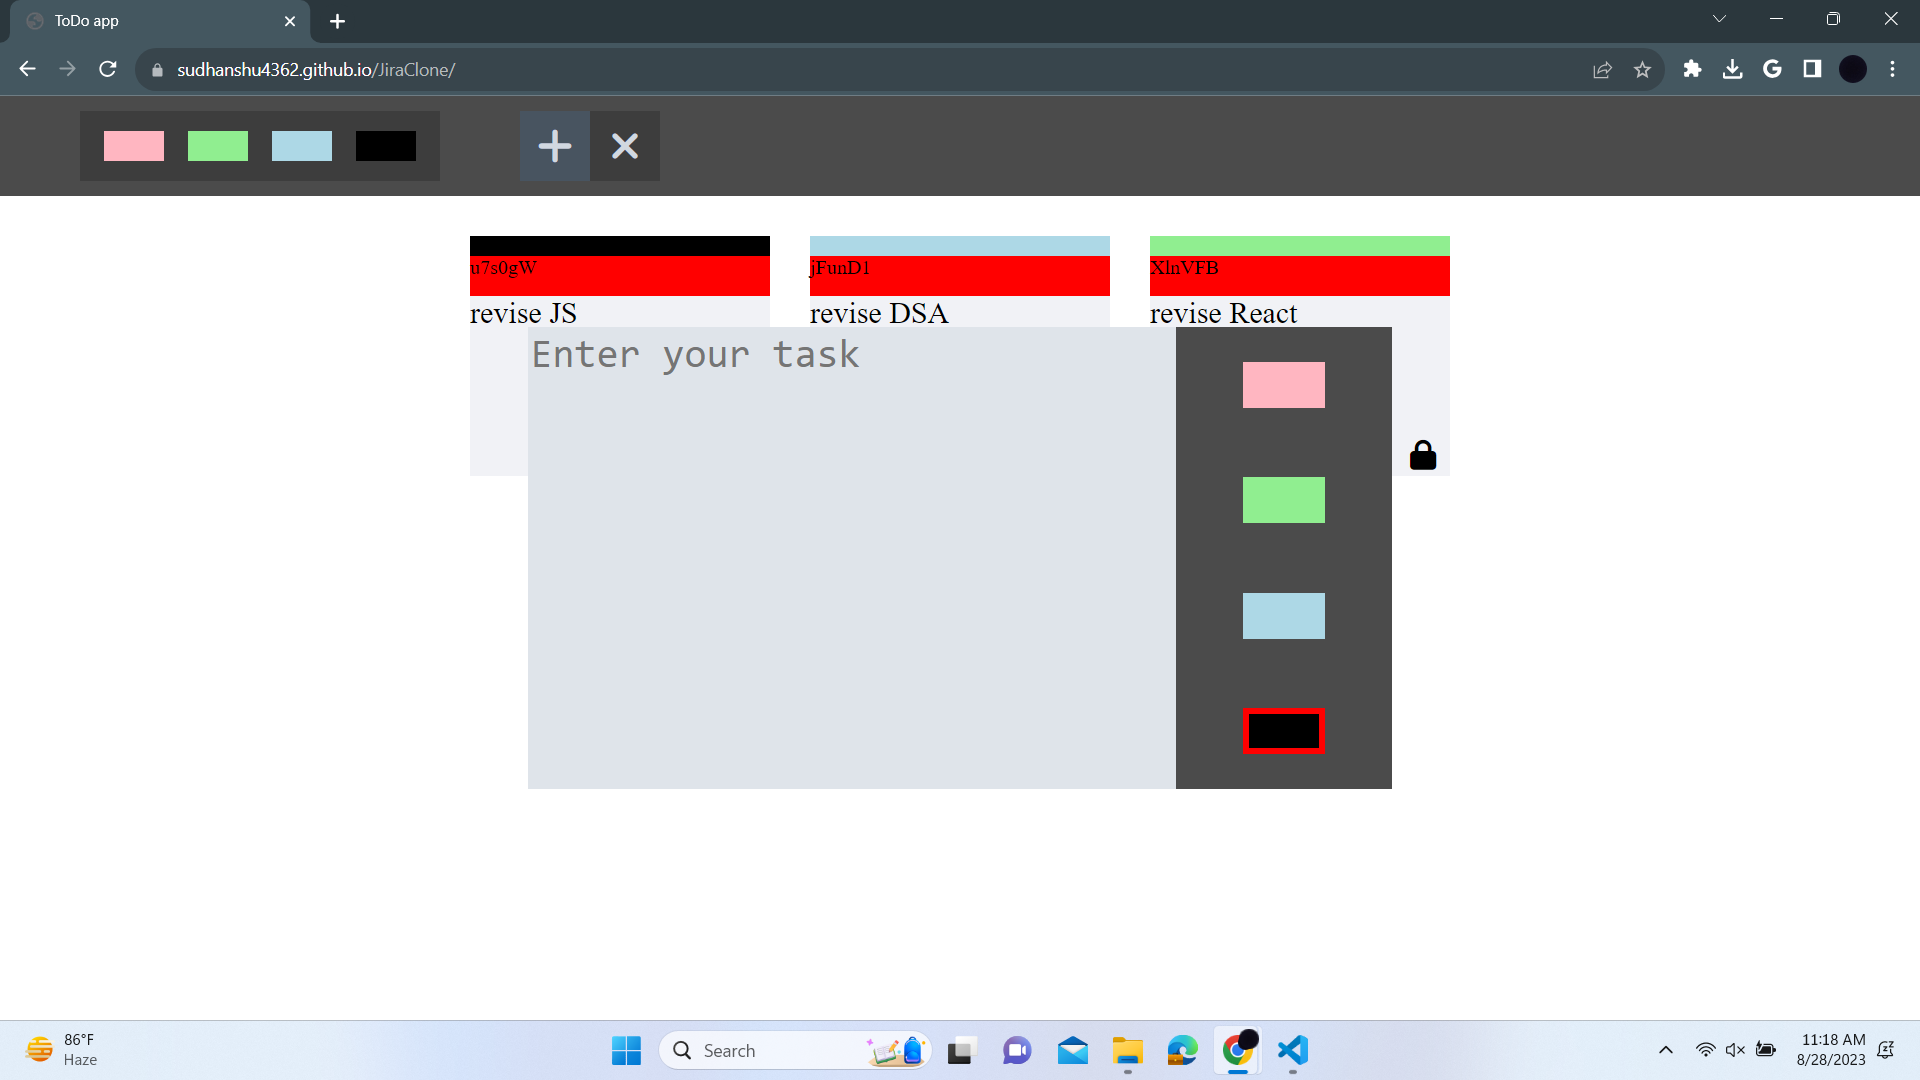 ToDo app
sudhanshu4362.github.io/JiraClone/
u7s0gW
jFunD1
XlnVFB
revise JS
revise DSA
revise React
Enter your task
86°F
Haze
Search
11:18 AM
8/28/2023